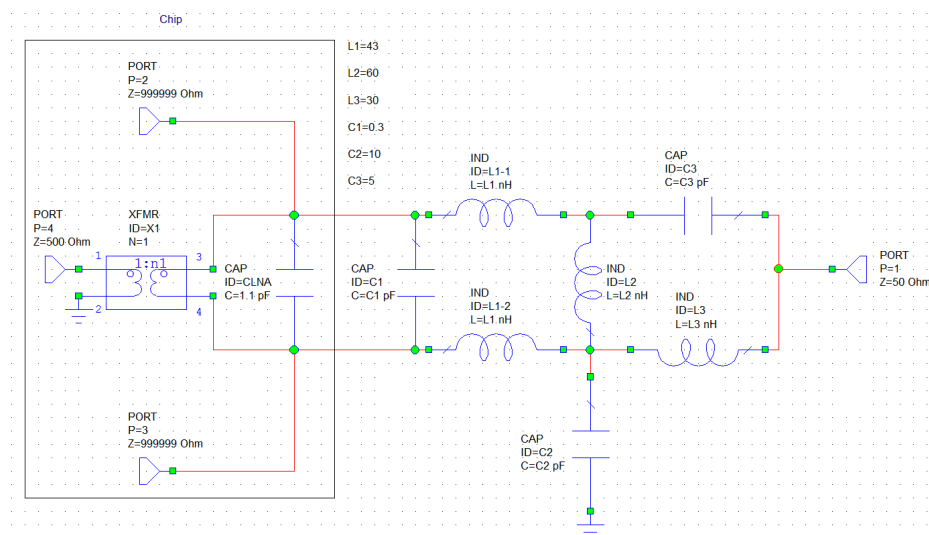 Chip
L1=43
L2=60
L3=30
C1=0.3
C2=10
C3=5
PORT
P=2
Z=999999 Ohm
IND
ID=L1-1
L=L1 nH
CAP
ID=C3
C=C3 pF
PORT
P=4
Z=500 Ohm
XFMR
ID=X1
N=1
1
3
1:n1
2
4
CAP
ID=CLNA
C=1.1 pF
CAP
ID=C1
C=C1 pF
IND
ID=L2
L=L2 nH
PORT
P=1
Z=50 Ohm
IND
ID=L1-2
L=L1 nH
IND
ID=L3
L=L3 nH
PORT
P=3
Z=999999 Ohm
CAP
ID=C2
C=C2 pF